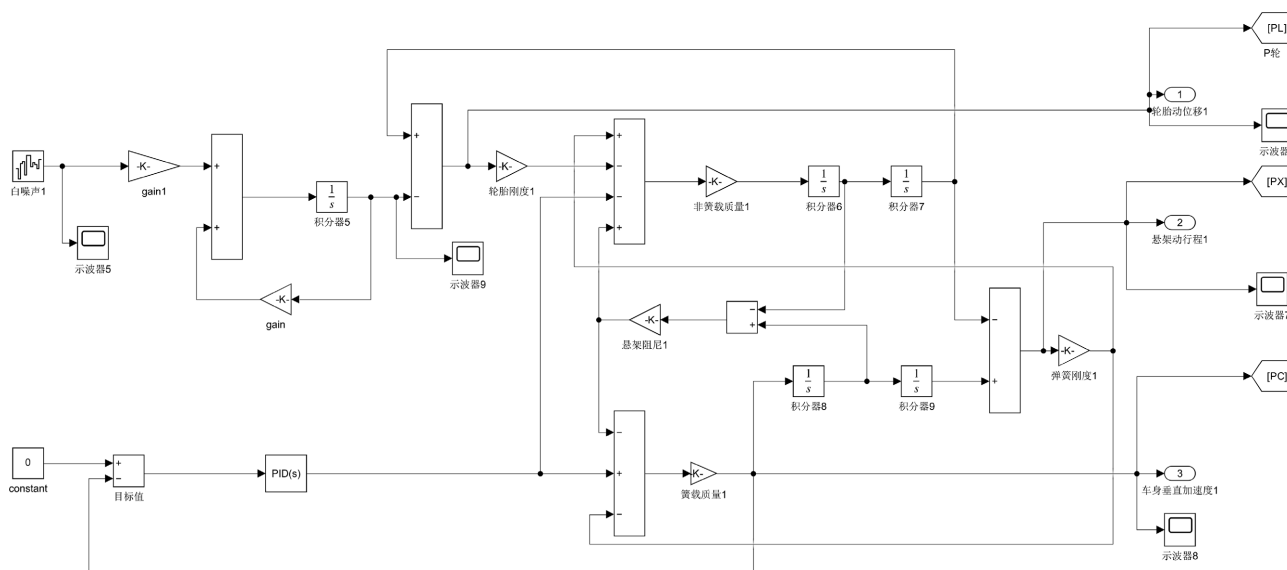 [PL]
P轮
1
轮胎动位移1
示波器
白噪声1
-K-
gain1
+
+
1
s
积分器5
+
−
-K-
轮胎刚度1
+
−
−
+
-K-
非簧载质量1
1
s
积分器6
1
s
积分器7
[PX]
2
悬架动行程1
示波器5
示波器9
-K-
gain
示波器7
-K-
悬架阻尼1
−
+
−
+
-K-
弹簧刚度1
1
s
积分器8
1
s
积分器9
[PC]
0
constant
+
−
目标值
PID(s)
−
+
−
-K-
簧载质量1
3
车身垂直加速度1
示波器8